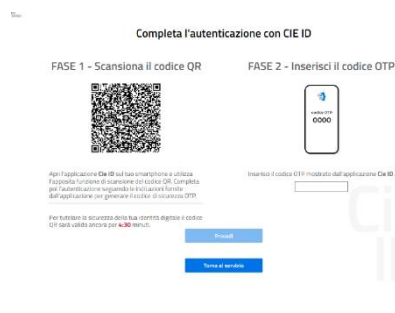 Completa l'autenticazione con CIE ID
FASE 1 - Scansiona il codice QR
FASE 2 - Inserisci il codice OTP
codice OTP
0000
Apri l'applicazione Cie ID sul tuo smartphone e utilizza
l'apposita funzione di scansione del codice QR. Completa
poi l'autenticazione seguendo le indicazioni fornite
dall'applicazione per generare il codice di sicurezza OTP.
Inserisci il codice OTP mostrato dall'applicazione Cie ID.
Per tutelare la sicurezza della tua identità digitale il codice
QR sarà valido ancora per 4:30 minuti.
Procedi
Torna al servizio